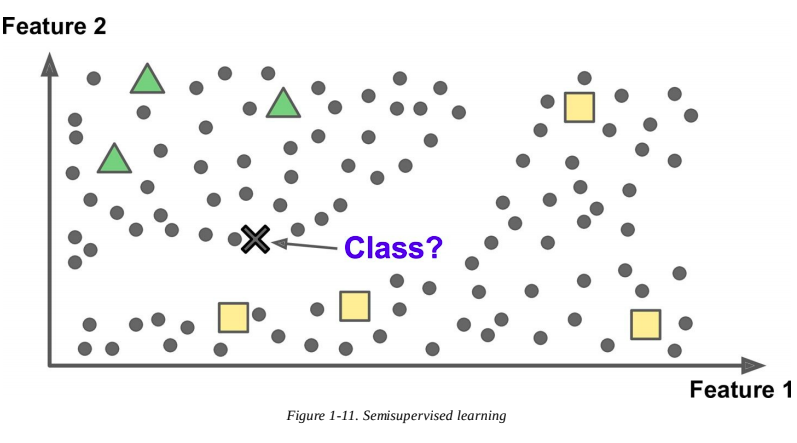 Feature 2
Class?
Feature 1
Figure 1-11. Semisupervised learning